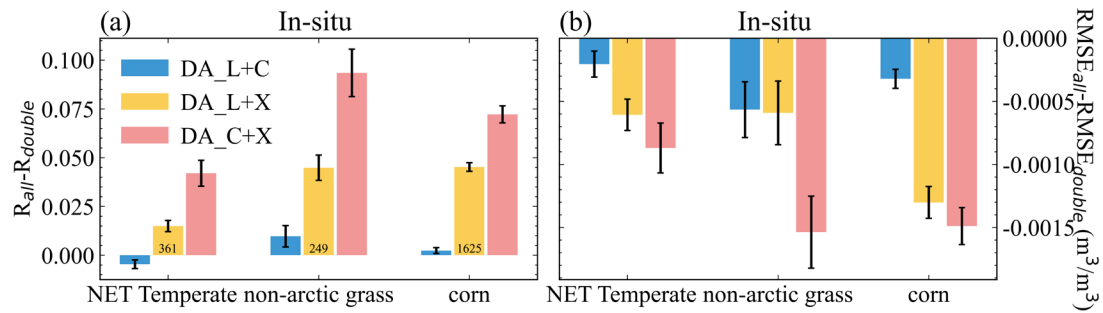 (a) In-situ
R_all-R_double
0.100
0.075
0.050
0.025
0.000
DA_L+C
DA_L+X
DA_C+X
361
249
1625
NET Temperate non-arctic grass corn
(b) In-situ
0.0000
-0.0005
-0.0010
-0.0015
RMSE_all-RMSE_double (m³/m³)
NET Temperate non-arctic grass corn